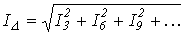 I_Δ = √(I_3^2 + I_6^2 + I_9^2 + ...)